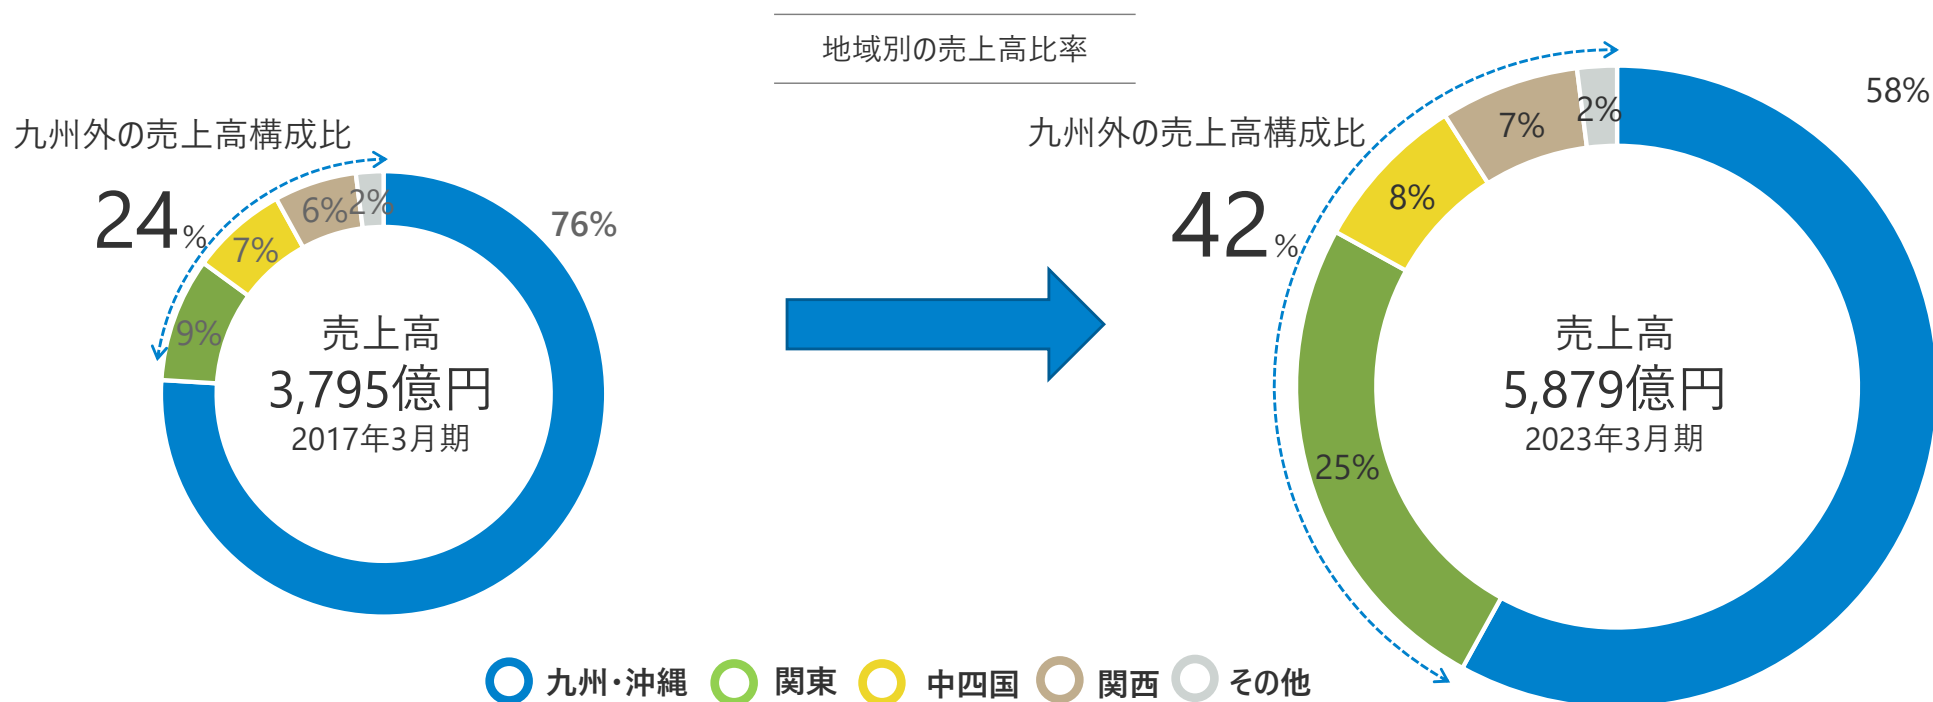 地域別の売上高比率
九州外の売上高構成比
24%
76%
2%
6%
7%
9%
売上高
3,795億円
2017年3月期
九州外の売上高構成比
42%
58%
2%
7%
8%
25%
売上高
5,879億円
2023年3月期
九州・沖縄 関東 中四国 関西 その他